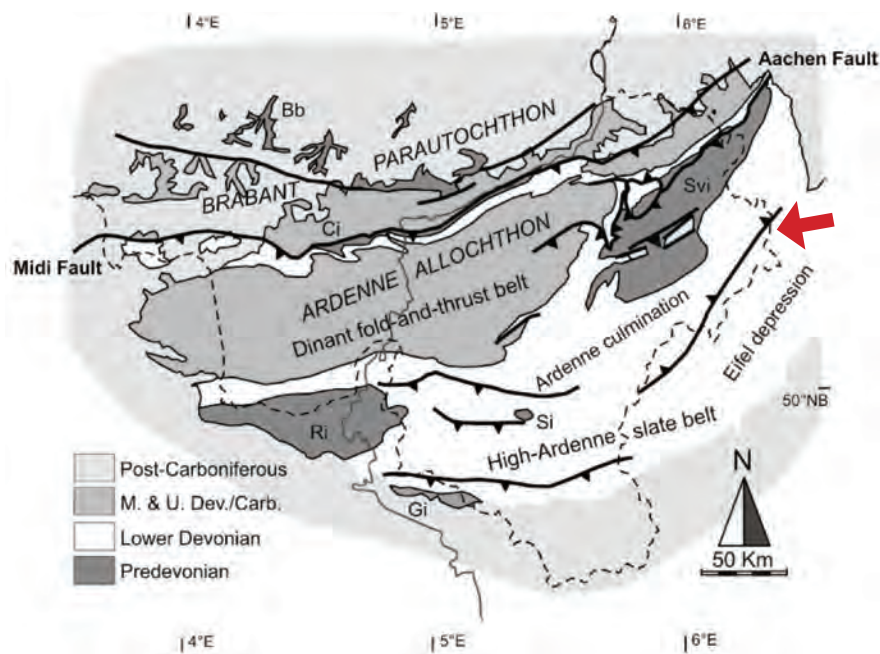 4°E
5°E
6°E
Aachen Fault
Bb
PARAUTOCHTHON
BRABANT
Svi
Ci
Midi Fault
ARDENNE ALLOCHTHON
Dinant fold-and-thrust belt
Ardenne culmination
Eifel depression
50°NB
Ri
Si
High-Ardenne slate belt
Gi
Post-Carboniferous
M. & U. Dev./Carb.
Lower Devonian
Predevonian
N
50 Km
4°E
5°E
6°E